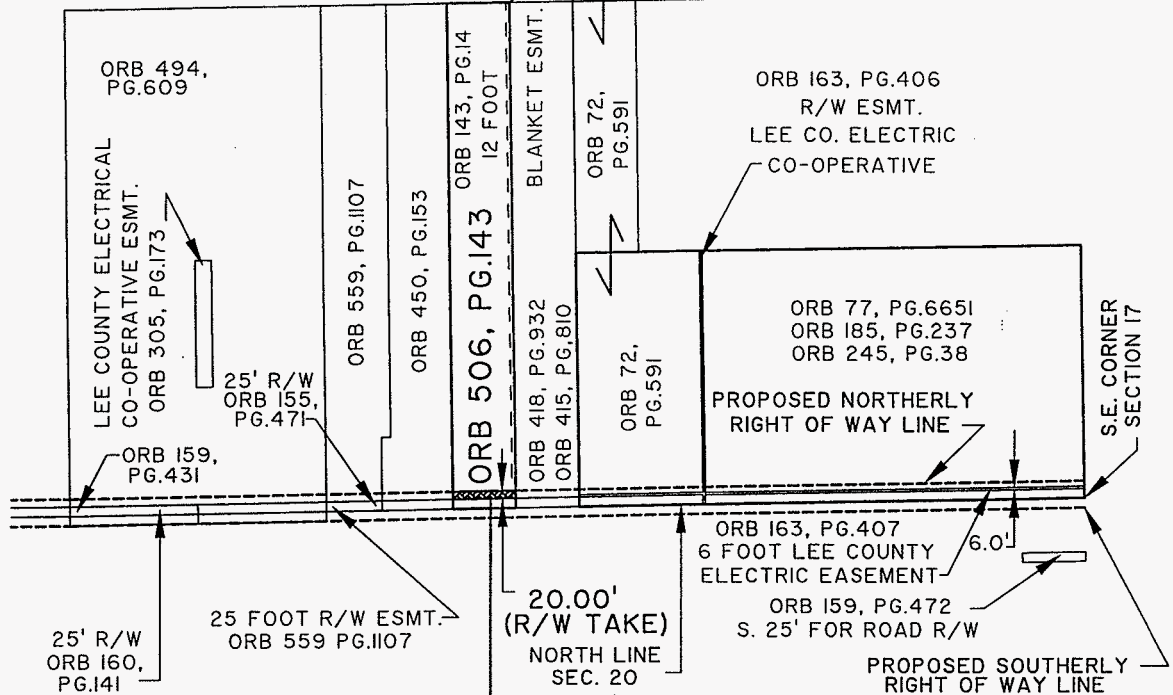 ORB 494,
PG.609
LEE COUNTY ELECTRICAL
CO-OPERATIVE ESMT.
ORB 305, PG.173
25' R/W
ORB 155,
PG.471
ORB 159,
PG.431
25' R/W
ORB 160,
PG.141
25 FOOT R/W ESMT.
ORB 559 PG.1107
ORB 559, PG.1107
ORB 450, PG.153
ORB 143, PG.14
12 FOOT
ORB 506, PG.143
BLANKET ESMT.
ORB 418, PG.932
ORB 415, PG,810
ORB 72,
PG.591
ORB 72,
PG.591
ORB 163, PG.406
R/W ESMT.
LEE CO. ELECTRIC
CO-OPERATIVE
ORB 77, PG.6651
ORB 185, PG.237
ORB 245, PG.38
PROPOSED NORTHERLY
RIGHT OF WAY LINE
S.E. CORNER
SECTION 17
20.00'
(R/W TAKE)
NORTH LINE
SEC. 20
ORB 163, PG.407
6 FOOT LEE COUNTY
ELECTRIC EASEMENT
6.0'
ORB 159, PG.472
S. 25' FOR ROAD R/W
PROPOSED SOUTHERLY
RIGHT OF WAY LINE